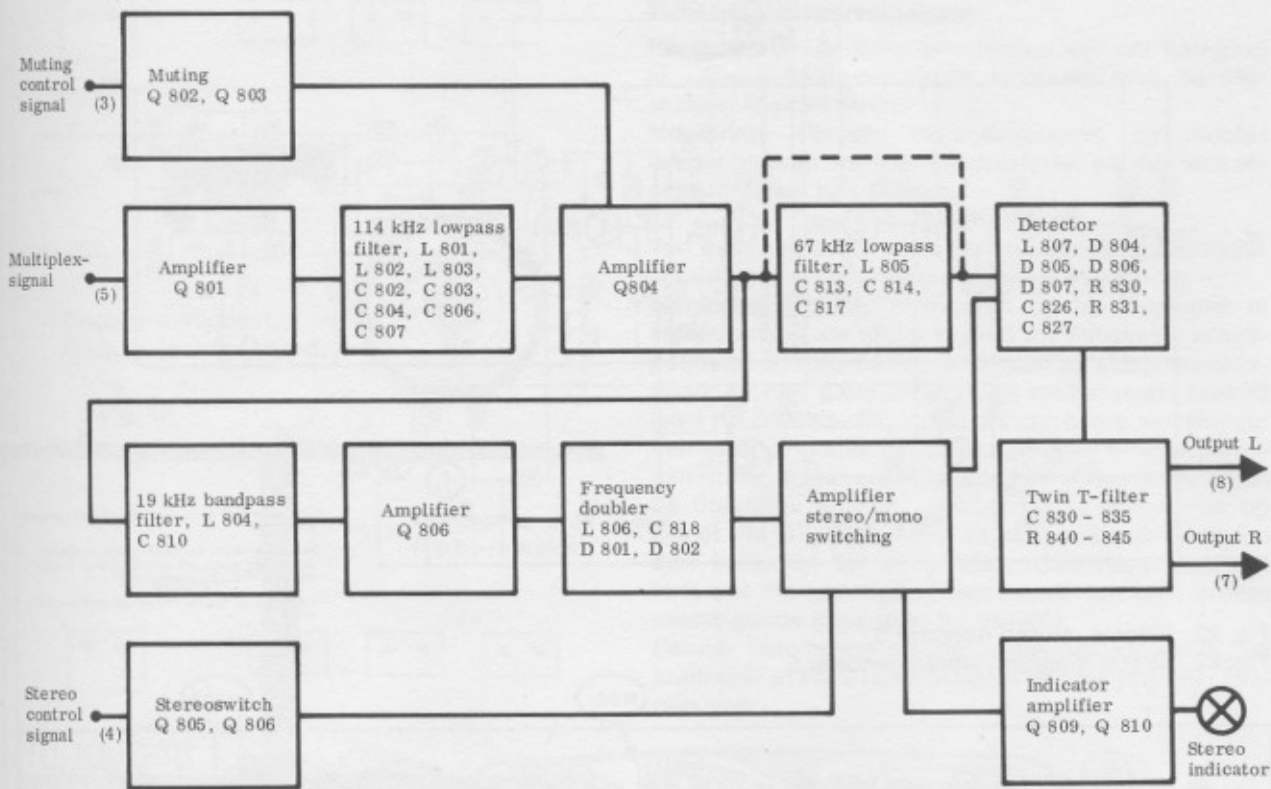 Muting
control
signal
(3)
Muting
Q 802, Q 803
Multiplex-
signal
(5)
Amplifier
Q 801
114 kHz lowpass
filter, L 801,
L 802, L 803,
C 802, C 803,
C 804, C 806,
C 807
Amplifier
Q804
67 kHz lowpass
filter, L 805
C 813, C 814,
C 817
Detector
L 807, D 804,
D 805, D 806,
D 807, R 830,
C 826, R 831,
C 827
19 kHz bandpass
filter, L 804,
C 810
Amplifier
Q 806
Frequency
doubler
L 806, C 818
D 801, D 802
Amplifier
stereo/mono
switching
Twin T-filter
C 830 - 835
R 840 - 845
Output L
(8)
Output R
(7)
Stereo
control
signal
(4)
Stereoswitch
Q 805, Q 806
Indicator
amplifier
Q 809, Q 810
Stereo
indicator